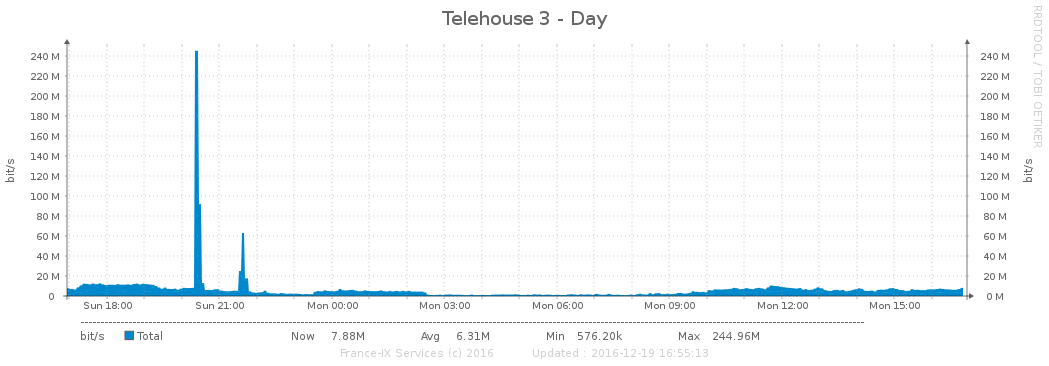 Telehouse 3 - Day
RRDTOOL / TOBI OETIKER
bit/s
bit/s
240 M 240 M
220 M 220 M
200 M 200 M
180 M 180 M
160 M 160 M
140 M 140 M
120 M 120 M
100 M 100 M
80 M 80 M
60 M 60 M
40 M 40 M
20 M 20 M
0 0 M
Sun 18:00 Sun 21:00 Mon 00:00 Mon 03:00 Mon 06:00 Mon 09:00 Mon 12:00 Mon 15:00
bit/s Total Now 7.88M Avg 6.31M Min 576.20k Max 244.96M
France-IX Services (c) 2016 Updated : 2016-12-19 16:55:13